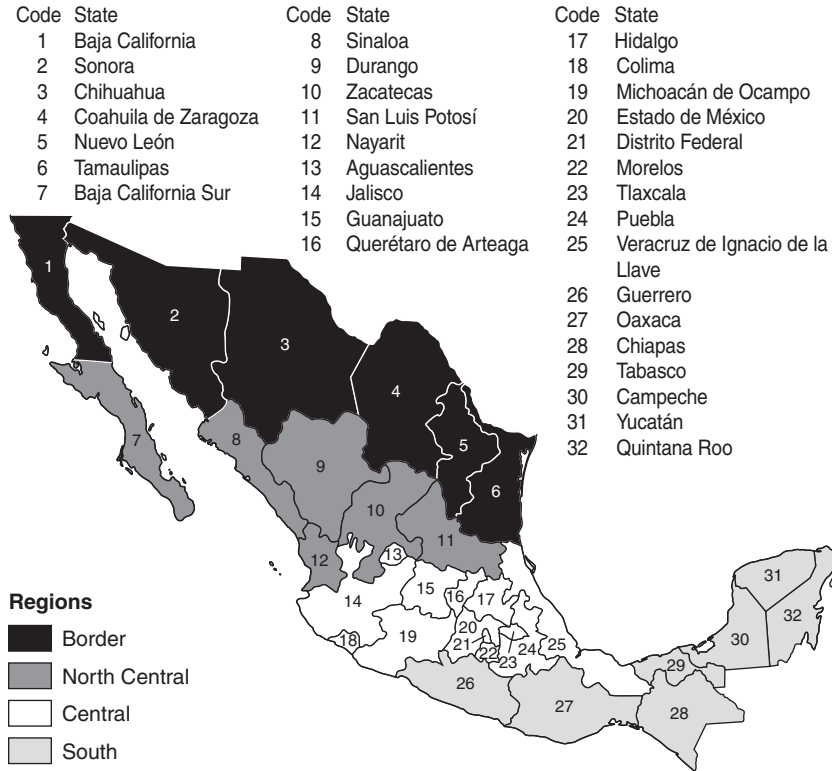 Code State
1 Baja California
2 Sonora
3 Chihuahua
4 Coahuila de Zaragoza
5 Nuevo León
6 Tamaulipas
7 Baja California Sur
Code State
8 Sinaloa
9 Durango
10 Zacatecas
11 San Luis Potosí
12 Nayarit
13 Aguascalientes
14 Jalisco
15 Guanajuato
16 Querétaro de Arteaga
Code State
17 Hidalgo
18 Colima
19 Michoacán de Ocampo
20 Estado de México
21 Distrito Federal
22 Morelos
23 Tlaxcala
24 Puebla
25 Veracruz de Ignacio de la
Llave
26 Guerrero
27 Oaxaca
28 Chiapas
29 Tabasco
30 Campeche
31 Yucatán
32 Quintana Roo
1
2
3
4
5
6
7
8
9
10
11
12
13
14
15
16
17
18
19
20
21
22
23
24
25
26
27
28
29
30
31
32
Regions
Border
North Central
Central
South